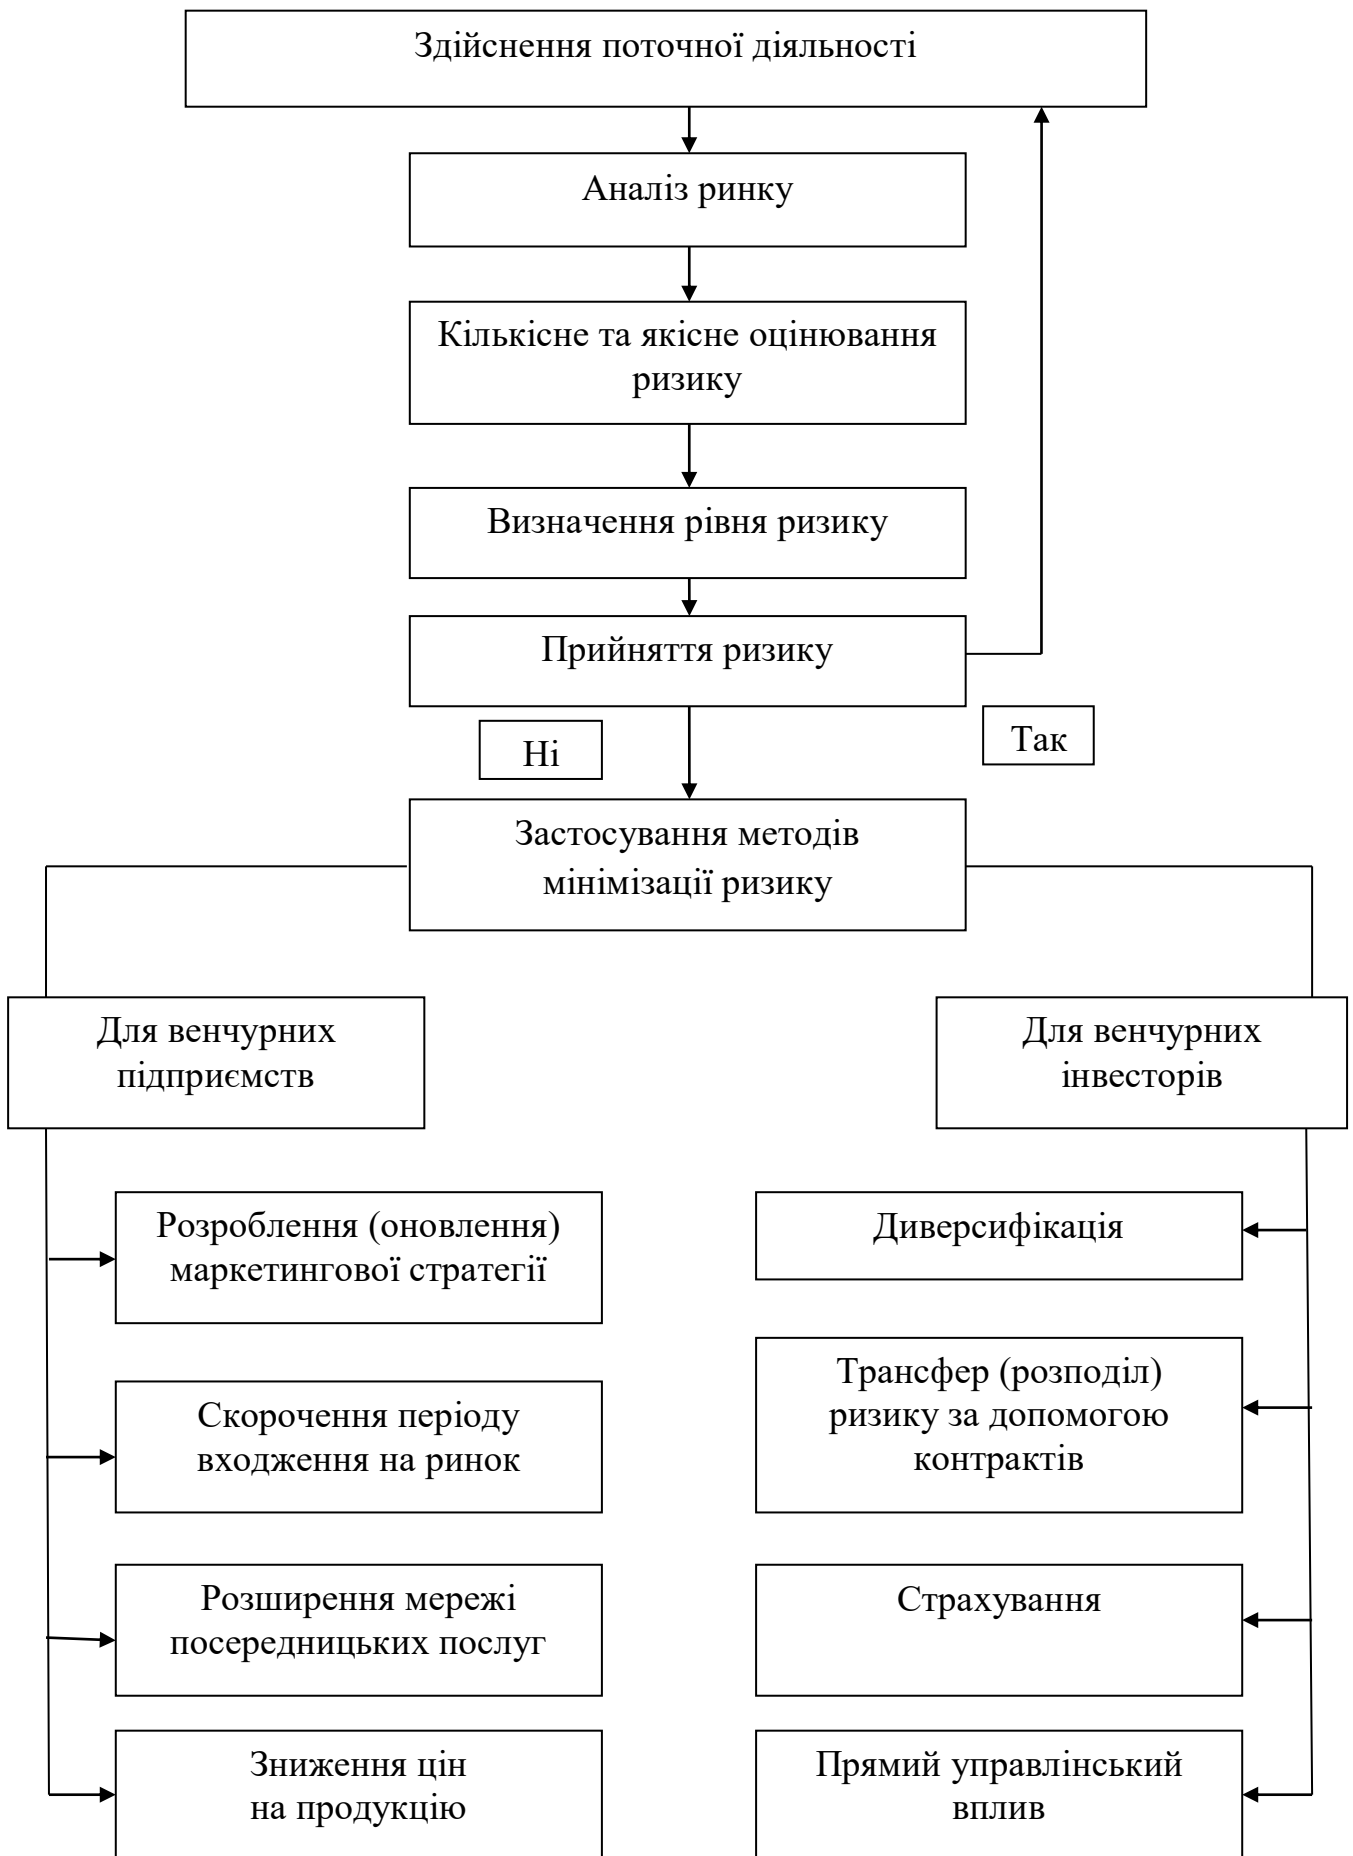 Здійснення поточної діяльності
Аналіз ринку
Кількісне та якісне оцінювання
ризику
Визначення рівня ризику
Прийняття ризику
Ні
Так
Застосування методів
мінімізації ризику
Для венчурних
підприємств
Для венчурних
інвесторів
Розроблення (оновлення)
маркетингової стратегії
Диверсифікація
Скорочення періоду
входження на ринок
Трансфер (розподіл)
ризику за допомогою
контрактів
Розширення мережі
посередницьких послуг
Страхування
Зниження цін
на продукцію
Прямий управлінський
вплив